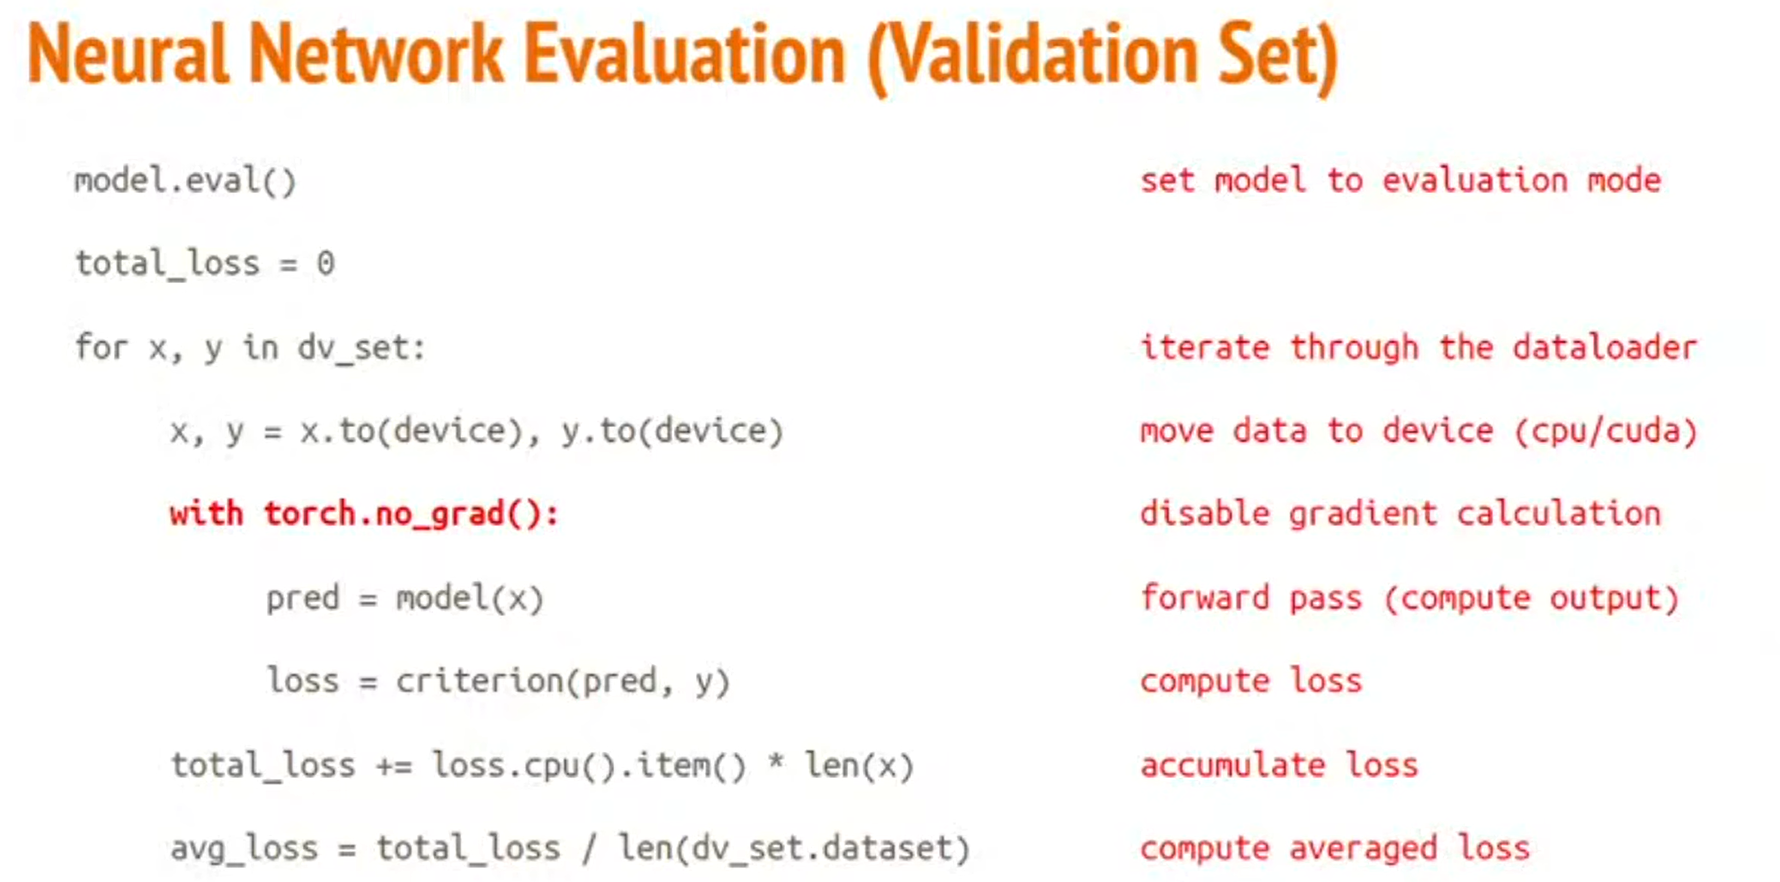 Neural Network Evaluation (Validation Set)
model.eval() set model to evaluation mode
total_loss = 0
for x, y in dv_set: iterate through the dataloader
x, y = x.to(device), y.to(device) move data to device (cpu/cuda)
with torch.no_grad(): disable gradient calculation
pred = model(x) forward pass (compute output)
loss = criterion(pred, y) compute loss
total_loss += loss.cpu().item() * len(x) accumulate loss
avg_loss = total_loss / len(dv_set.dataset) compute averaged loss